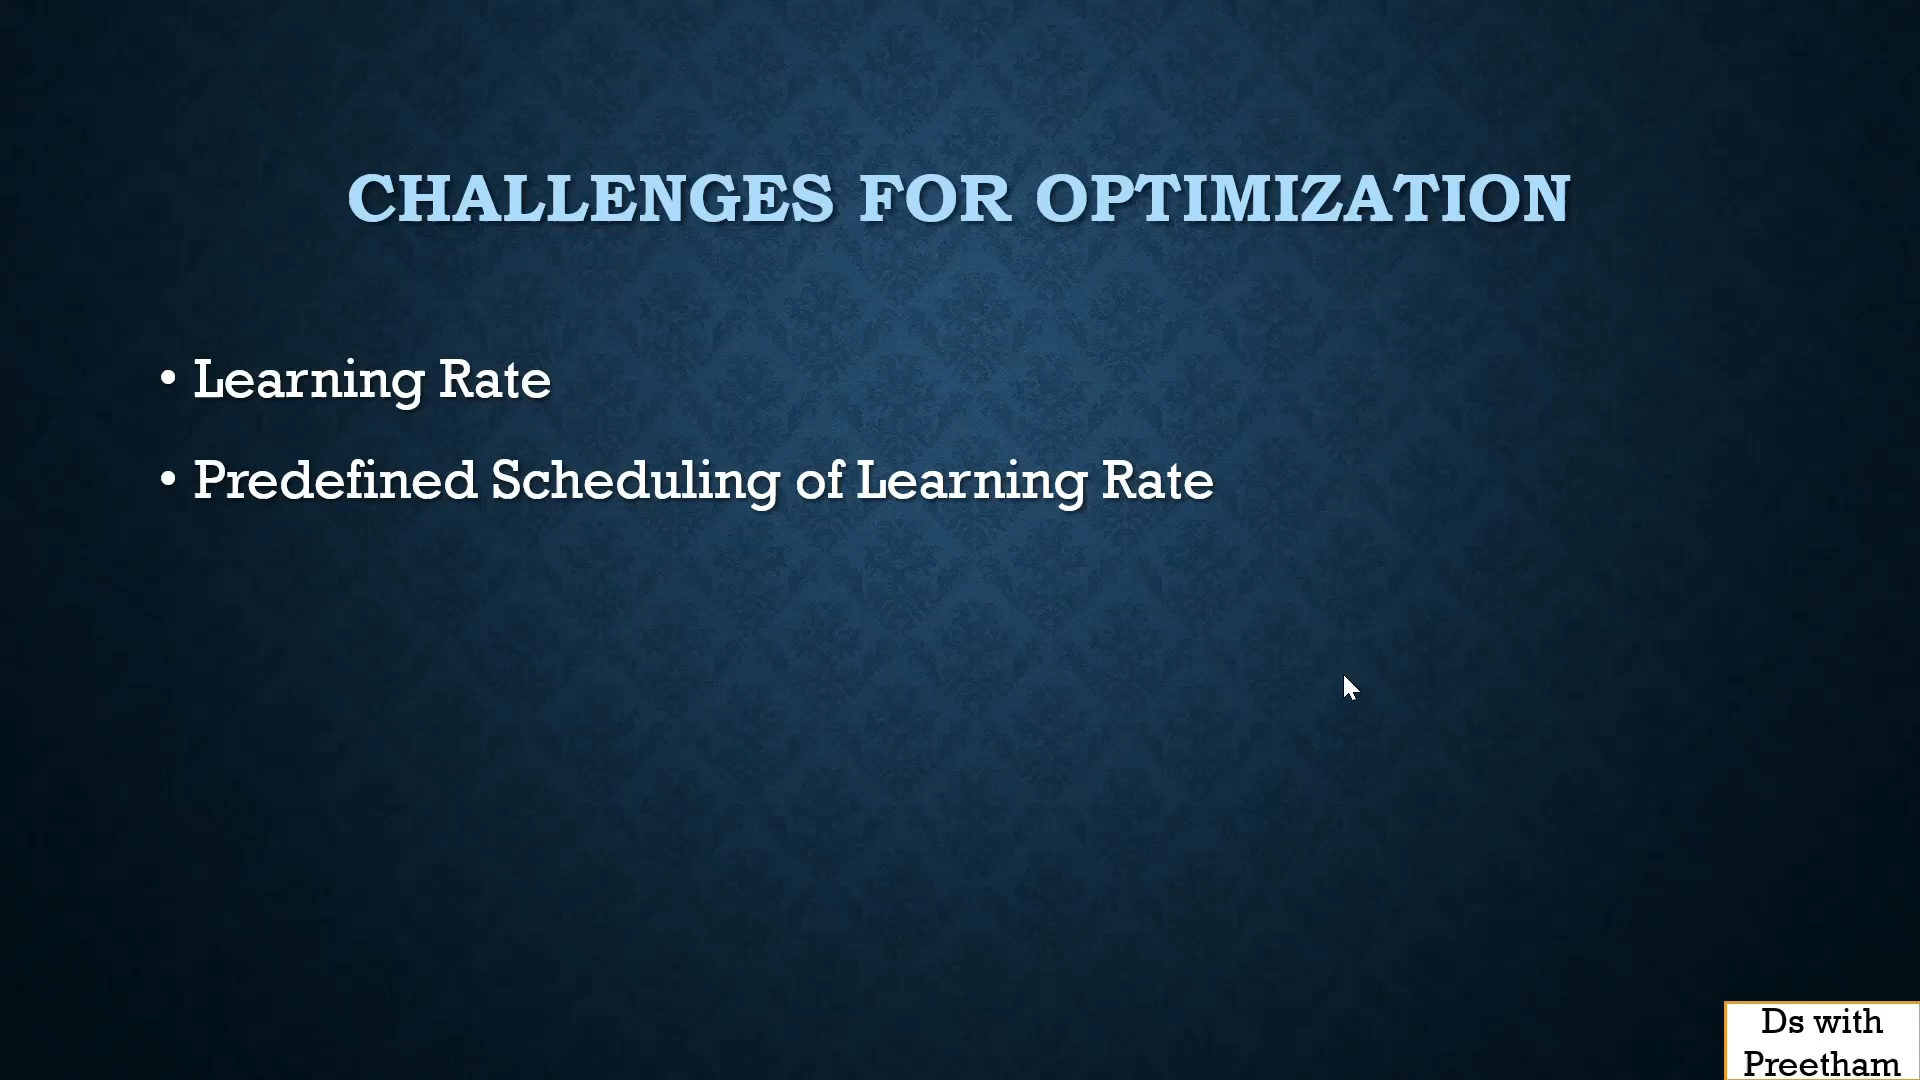 CHALLENGES FOR OPTIMIZATION
• Learning Rate
• Predefined Scheduling of Learning Rate
Ds with
Preetham